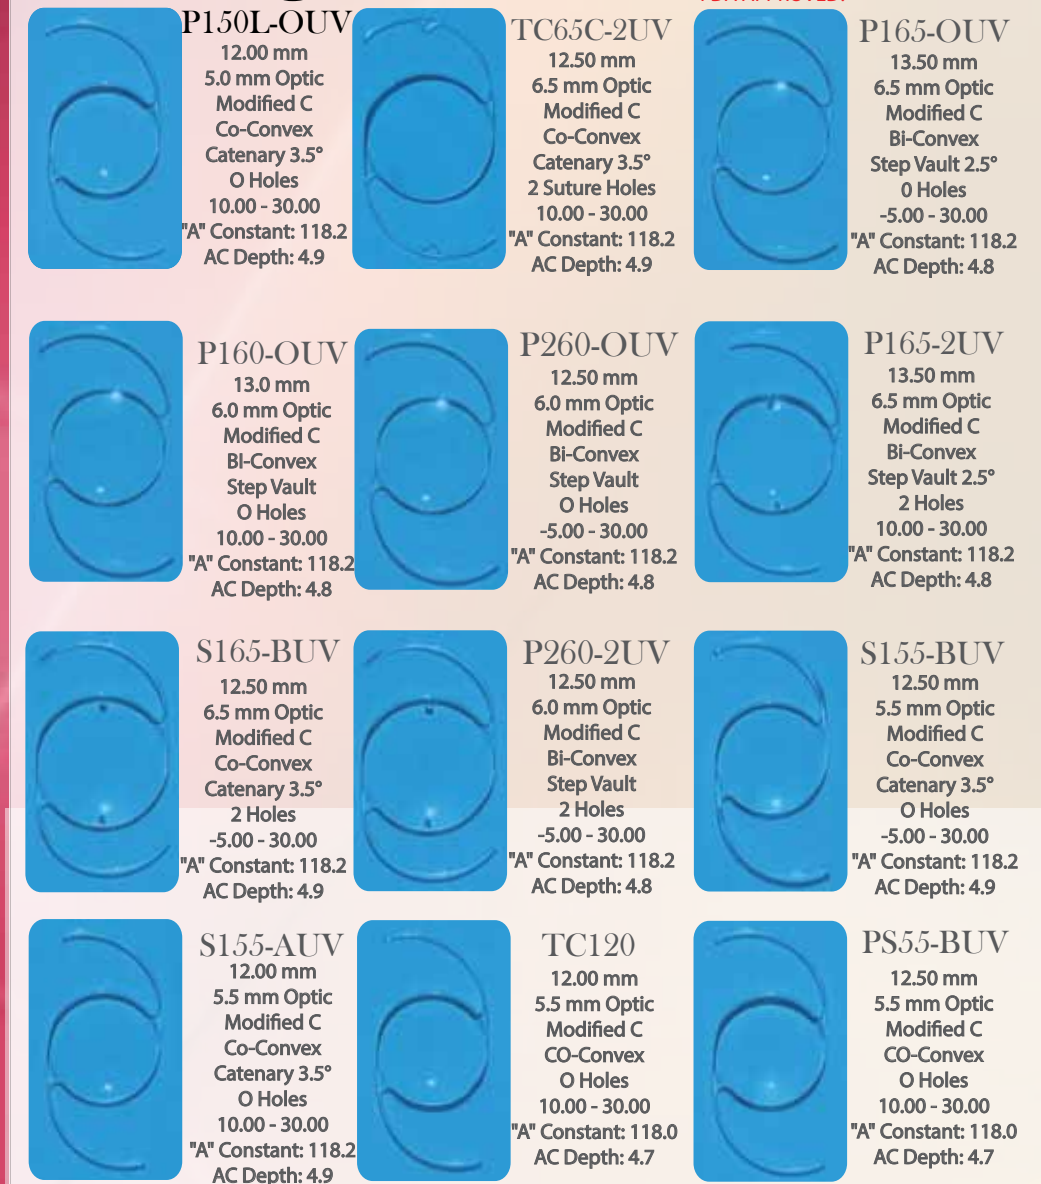 P150L-OUV
12.00 mm
5.0 mm Optic
Modified C
Co-Convex
Catenary 3.5°
O Holes
10.00 - 30.00
"A" Constant: 118.2
AC Depth: 4.9
TC65C-2UV
12.50 mm
6.5 mm Optic
Modified C
Co-Convex
Catenary 3.5°
2 Suture Holes
10.00 - 30.00
"A" Constant: 118.2
AC Depth: 4.9
P165-OUV
13.50 mm
6.5 mm Optic
Modified C
Bi-Convex
Step Vault 2.5°
0 Holes
-5.00 - 30.00
"A" Constant: 118.2
AC Depth: 4.8
P160-OUV
13.0 mm
6.0 mm Optic
Modified C
BI-Convex
Step Vault
O Holes
10.00 - 30.00
"A" Constant: 118.2
AC Depth: 4.8
P260-OUV
12.50 mm
6.0 mm Optic
Modified C
Bi-Convex
Step Vault
O Holes
-5.00 - 30.00
"A" Constant: 118.2
AC Depth: 4.8
P165-2UV
13.50 mm
6.5 mm Optic
Modified C
Bi-Convex
Step Vault 2.5°
2 Holes
10.00 - 30.00
"A" Constant: 118.2
AC Depth: 4.8
S165-BUV
12.50 mm
6.5 mm Optic
Modified C
Co-Convex
Catenary 3.5°
2 Holes
-5.00 - 30.00
"A" Constant: 118.2
AC Depth: 4.9
P260-2UV
12.50 mm
6.0 mm Optic
Modified C
Bi-Convex
Step Vault
2 Holes
-5.00 - 30.00
"A" Constant: 118.2
AC Depth: 4.8
S155-BUV
12.50 mm
5.5 mm Optic
Modified C
Co-Convex
Catenary 3.5°
O Holes
-5.00 - 30.00
"A" Constant: 118.2
AC Depth: 4.9
S155-AUV
12.00 mm
5.5 mm Optic
Modified C
Co-Convex
Catenary 3.5°
O Holes
10.00 - 30.00
"A" Constant: 118.2
AC Depth: 4.9
TC120
12.00 mm
5.5 mm Optic
Modified C
CO-Convex
O Holes
10.00 - 30.00
"A" Constant: 118.0
AC Depth: 4.7
PS55-BUV
12.50 mm
5.5 mm Optic
Modified C
CO-Convex
O Holes
10.00 - 30.00
"A" Constant: 118.0
AC Depth: 4.7